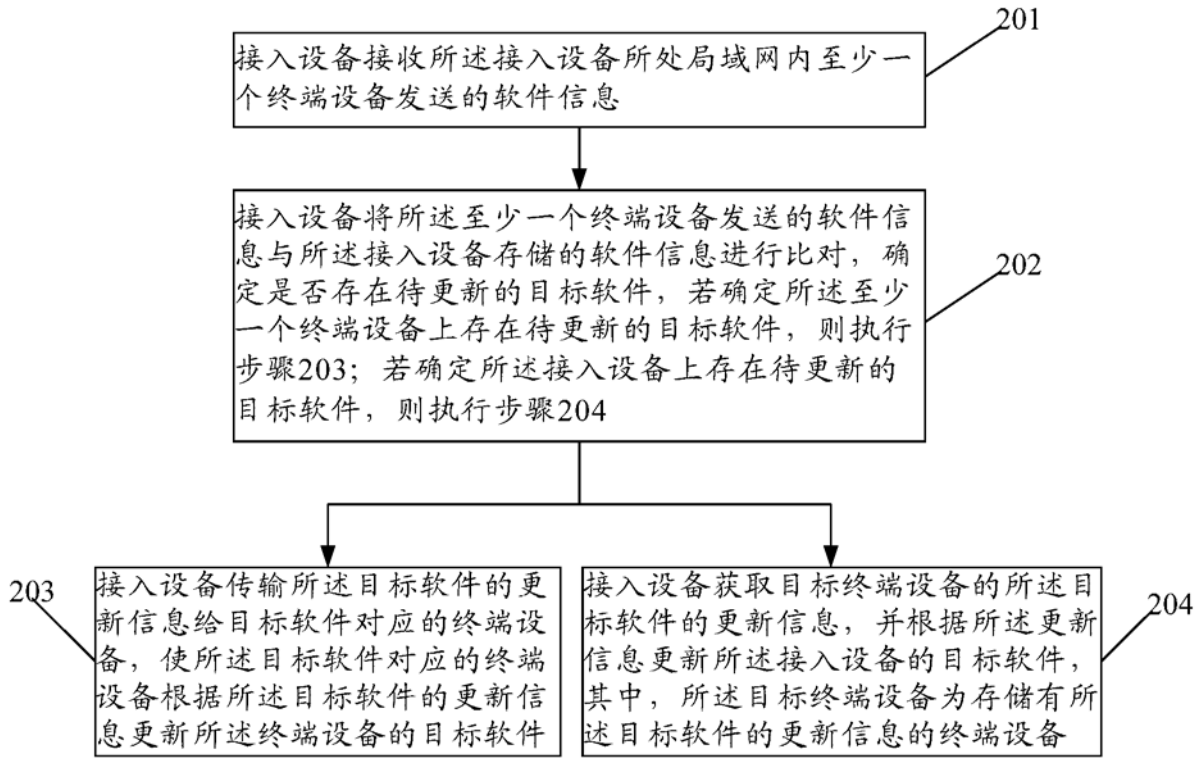 201
接入设备接收所述接入设备所处局域网内至少一
个终端设备发送的软件信息
接入设备将所述至少一个终端设备发送的软件信
息与所述接入设备存储的软件信息进行比对，确
定是否存在待更新的目标软件，若确定所述至少
一个终端设备上存在待更新的目标软件，则执行
步骤203；若确定所述接入设备上存在待更新的
目标软件，则执行步骤204
202
203
接入设备传输所述目标软件的更
新信息给目标软件对应的终端设
备，使所述目标软件对应的终端
设备根据所述目标软件的更新信
息更新所述终端设备的目标软件
接入设备获取目标终端设备的所述目
标软件的更新信息，并根据所述更新
信息更新所述接入设备的目标软件，
其中，所述目标终端设备为存储有所
述目标软件的更新信息的终端设备
204